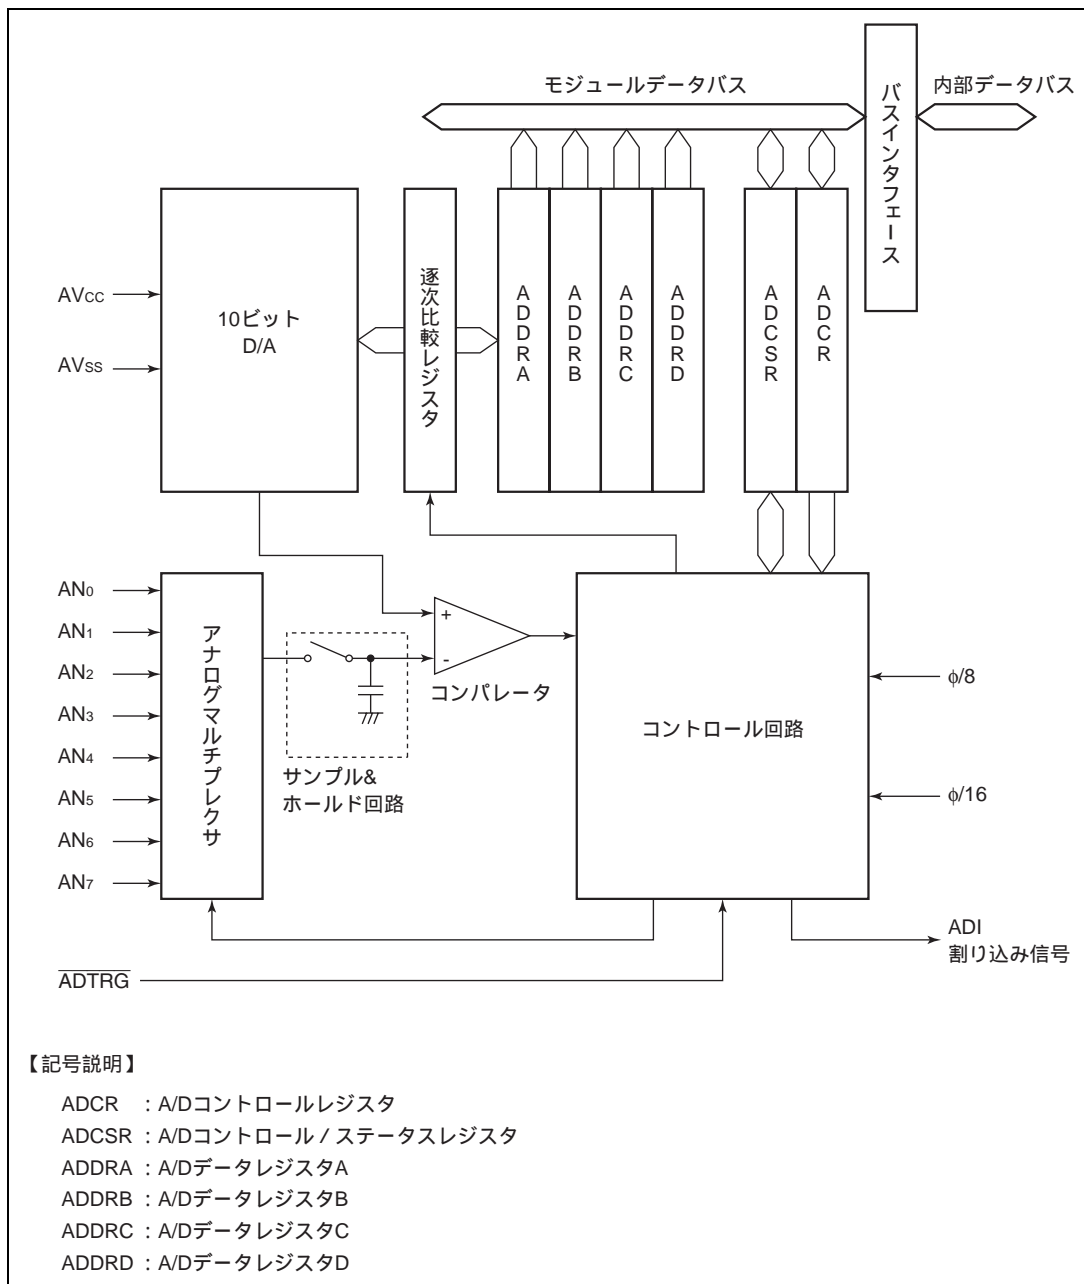 モジュールデータバス
内部データバス
バスインタフェース
AVCC
AVSS
10ビット
D/A
逐次比較レジスタ
ADDRA
ADDRB
ADDRC
ADDRD
ADCSR
ADCR
AN0
AN1
AN2
AN3
AN4
AN5
AN6
AN7
アナログマルチプレクサ
+
-
コンパレータ
サンプル&
ホールド回路
コントロール回路
φ/8
φ/16
ADI
割り込み信号
ADTRG
【記号説明】
ADCR : A/Dコントロールレジスタ
ADCSR : A/Dコントロール / ステータスレジスタ
ADDRA : A/DデータレジスタA
ADDRB : A/DデータレジスタB
ADDRC : A/DデータレジスタC
ADDRD : A/DデータレジスタD